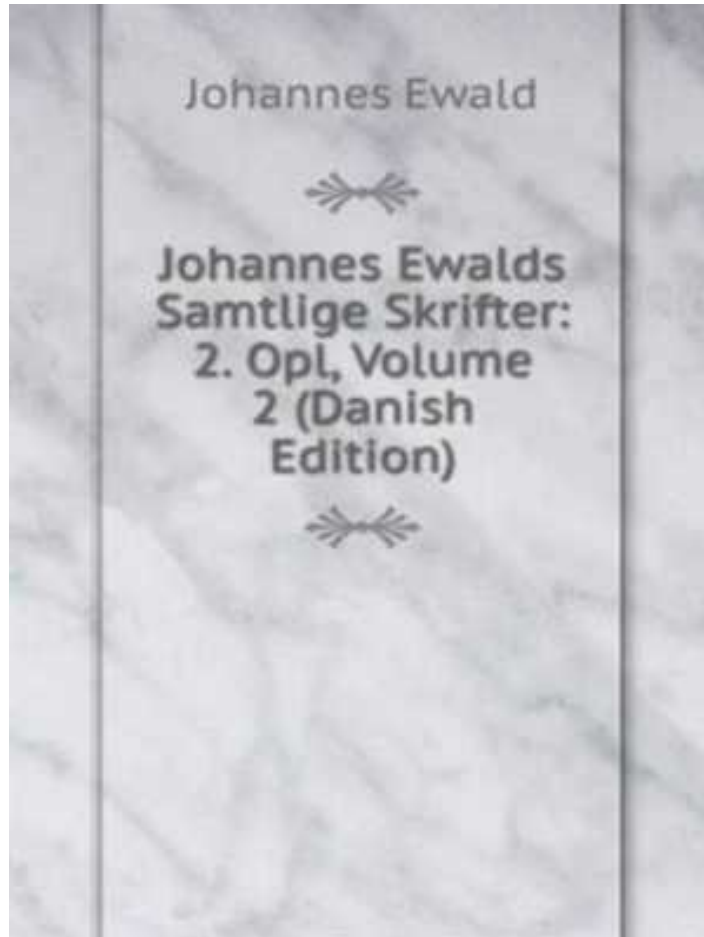 Johannes Ewald
Johannes Ewalds
Samtlige Skrifter:
2. Opl, Volume
2 (Danish
Edition)